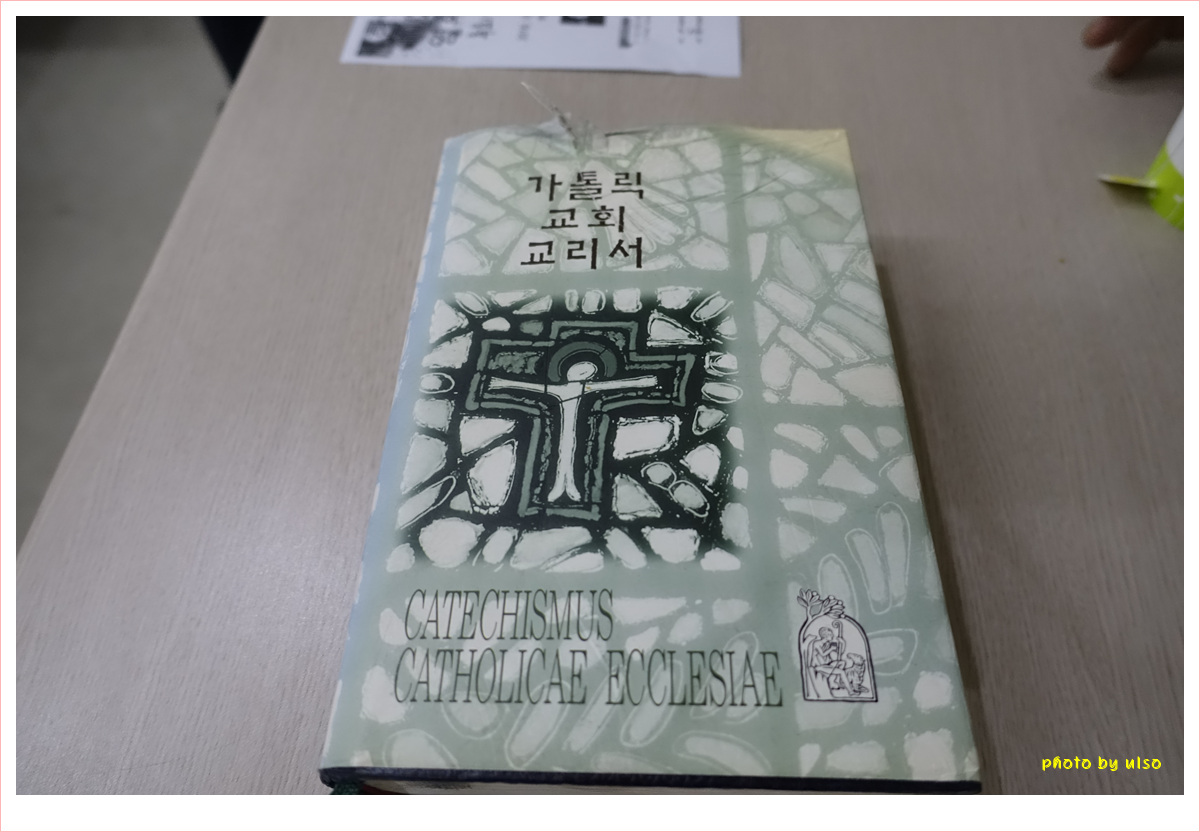 가톨릭
교회
교리서
CATECHISMUS
CATHOLICAE ECCLESIAE
photo by ulso